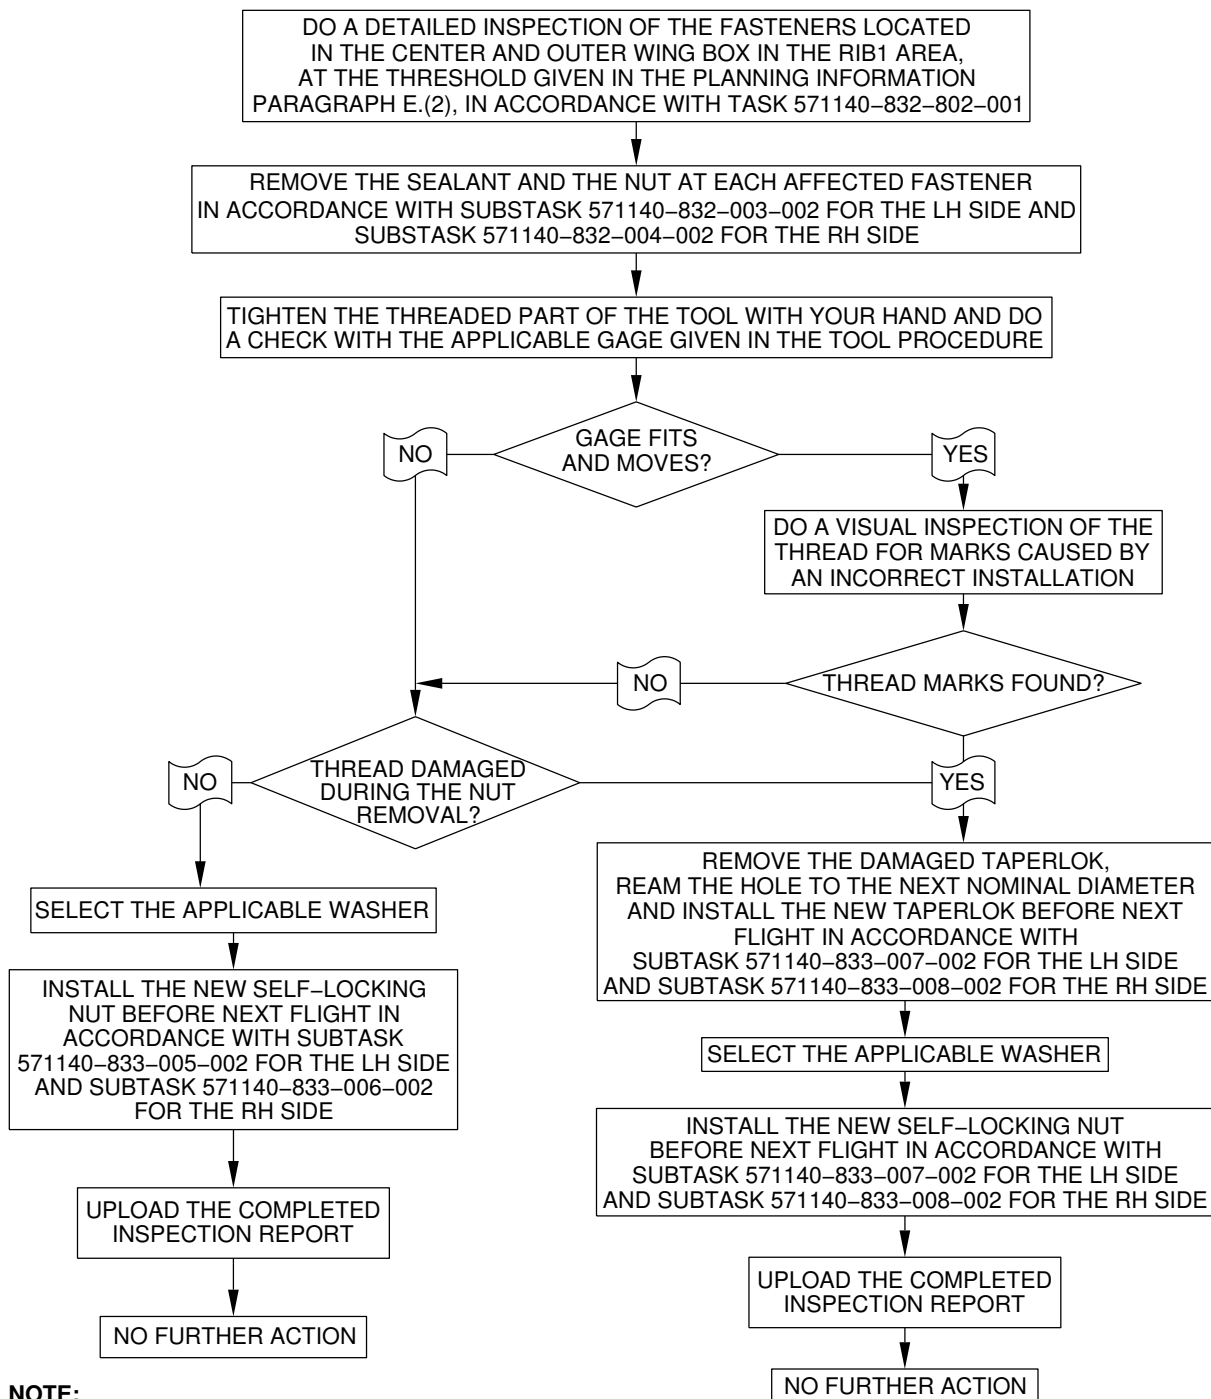 DO A DETAILED INSPECTION OF THE FASTENERS LOCATED
IN THE CENTER AND OUTER WING BOX IN THE RIB1 AREA,
AT THE THRESHOLD GIVEN IN THE PLANNING INFORMATION
PARAGRAPH E.(2), IN ACCORDANCE WITH TASK 571140–832–802–001
REMOVE THE SEALANT AND THE NUT AT EACH AFFECTED FASTENER
IN ACCORDANCE WITH SUBSTASK 571140–832–003–002 FOR THE LH SIDE AND
SUBSTASK 571140–832–004–002 FOR THE RH SIDE
TIGHTEN THE THREADED PART OF THE TOOL WITH YOUR HAND AND DO
A CHECK WITH THE APPLICABLE GAGE GIVEN IN THE TOOL PROCEDURE
GAGE FITS
AND MOVES?
NO
YES
DO A VISUAL INSPECTION OF THE
THREAD FOR MARKS CAUSED BY
AN INCORRECT INSTALLATION
NO
THREAD MARKS FOUND?
NO
THREAD DAMAGED
DURING THE NUT
REMOVAL?
YES
SELECT THE APPLICABLE WASHER
INSTALL THE NEW SELF–LOCKING
NUT BEFORE NEXT FLIGHT IN
ACCORDANCE WITH SUBTASK
571140–833–005–002 FOR THE LH SIDE
AND SUBTASK 571140–833–006–002
FOR THE RH SIDE
UPLOAD THE COMPLETED
INSPECTION REPORT
NO FURTHER ACTION
REMOVE THE DAMAGED TAPERLOK,
REAM THE HOLE TO THE NEXT NOMINAL DIAMETER
AND INSTALL THE NEW TAPERLOK BEFORE NEXT
FLIGHT IN ACCORDANCE WITH
SUBTASK 571140–833–007–002 FOR THE LH SIDE
AND SUBTASK 571140–833–008–002 FOR THE RH SIDE
SELECT THE APPLICABLE WASHER
INSTALL THE NEW SELF–LOCKING NUT
BEFORE NEXT FLIGHT IN ACCORDANCE WITH
SUBTASK 571140–833–007–002 FOR THE LH SIDE
AND SUBTASK 571140–833–008–002 FOR THE RH SIDE
UPLOAD THE COMPLETED
INSPECTION REPORT
NO FURTHER ACTION
NOTE: